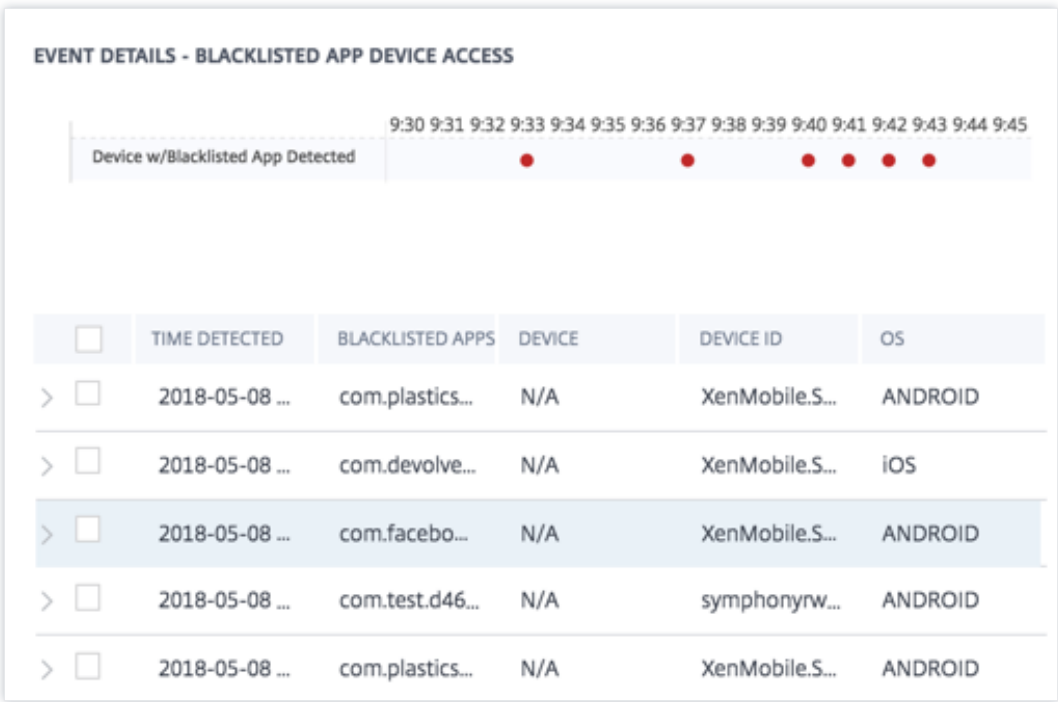 EVENT DETAILS - BLACKLISTED APP DEVICE ACCESS
9:30 9:31 9:32 9:33 9:34 9:35 9:36 9:37 9:38 9:39 9:40 9:41 9:42 9:43 9:44 9:45
Device w/Blacklisted App Detected
TIME DETECTED BLACKLISTED APPS DEVICE DEVICE ID OS
2018-05-08 ... com.plastics... N/A XenMobile.S... ANDROID
2018-05-08 ... com.devolve... N/A XenMobile.S... iOS
2018-05-08 ... com.facebo... N/A XenMobile.S... ANDROID
2018-05-08 ... com.test.d46... N/A symphonyrw... ANDROID
2018-05-08 ... com.plastics... N/A XenMobile.S... ANDROID